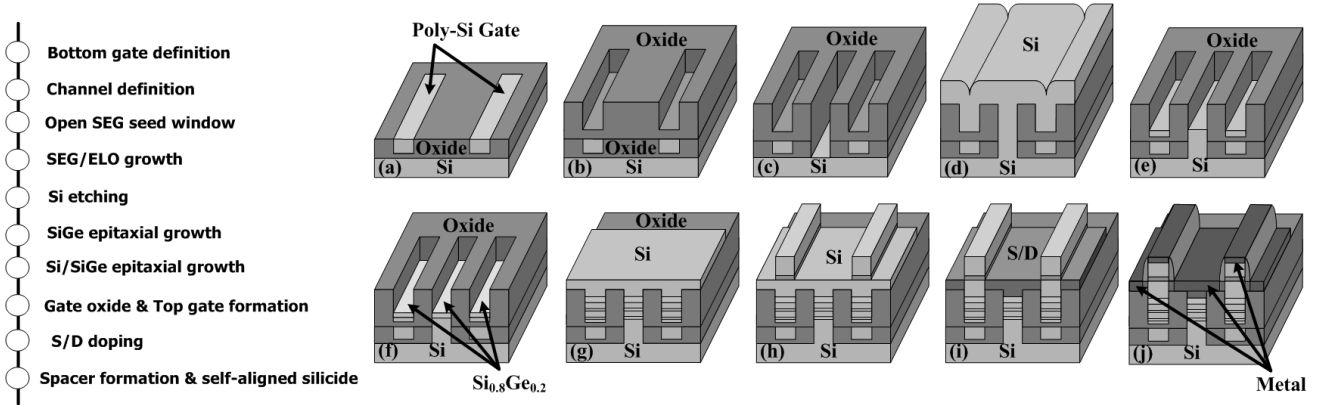 Bottom gate definition
Channel definition
Open SEG seed window
SEG/ELO growth
Si etching
SiGe epitaxial growth
Si/SiGe epitaxial growth
Gate oxide & Top gate formation
S/D doping
Spacer formation & self-aligned silicide
Poly-Si Gate
Oxide
(a)
Si
Oxide
Oxide
(b)
Si
Oxide
(c)
Si
Si
(d)
Si
Oxide
(e)
Si
Oxide
(f)
Si
Si0.8Ge0.2
Oxide
Si
(g)
Si
Si
(h)
Si
S/D
(i)
Si
(j)
Si
Metal